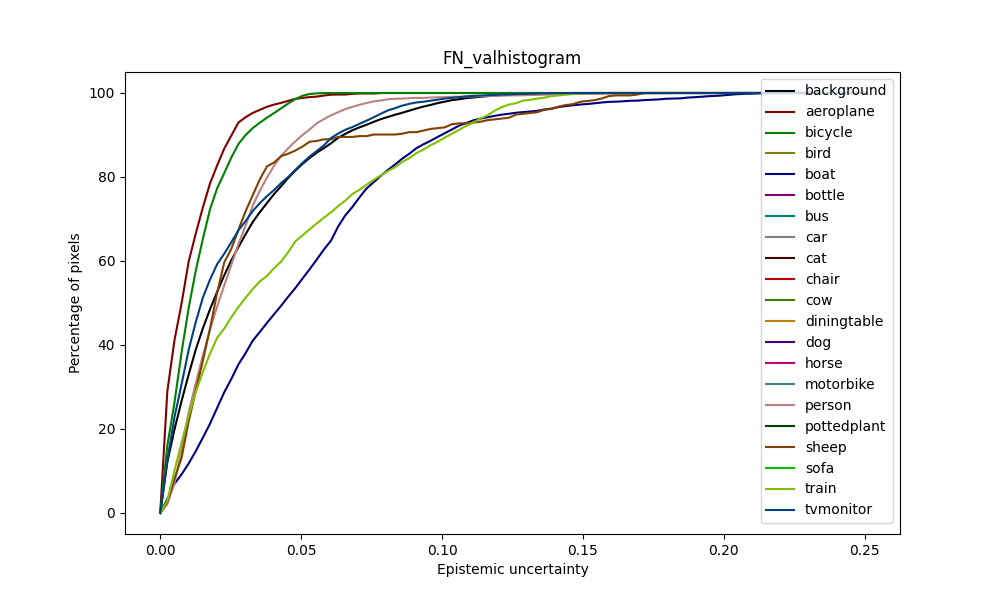 FN_valhistogram
Percentage of pixels
100
80
60
40
20
0
0.00
0.05
0.10
0.15
0.20
0.25
Epistemic uncertainty
background
aeroplane
bicycle
bird
boat
bottle
bus
car
cat
chair
cow
diningtable
dog
horse
motorbike
person
pottedplant
sheep
sofa
train
tvmonitor